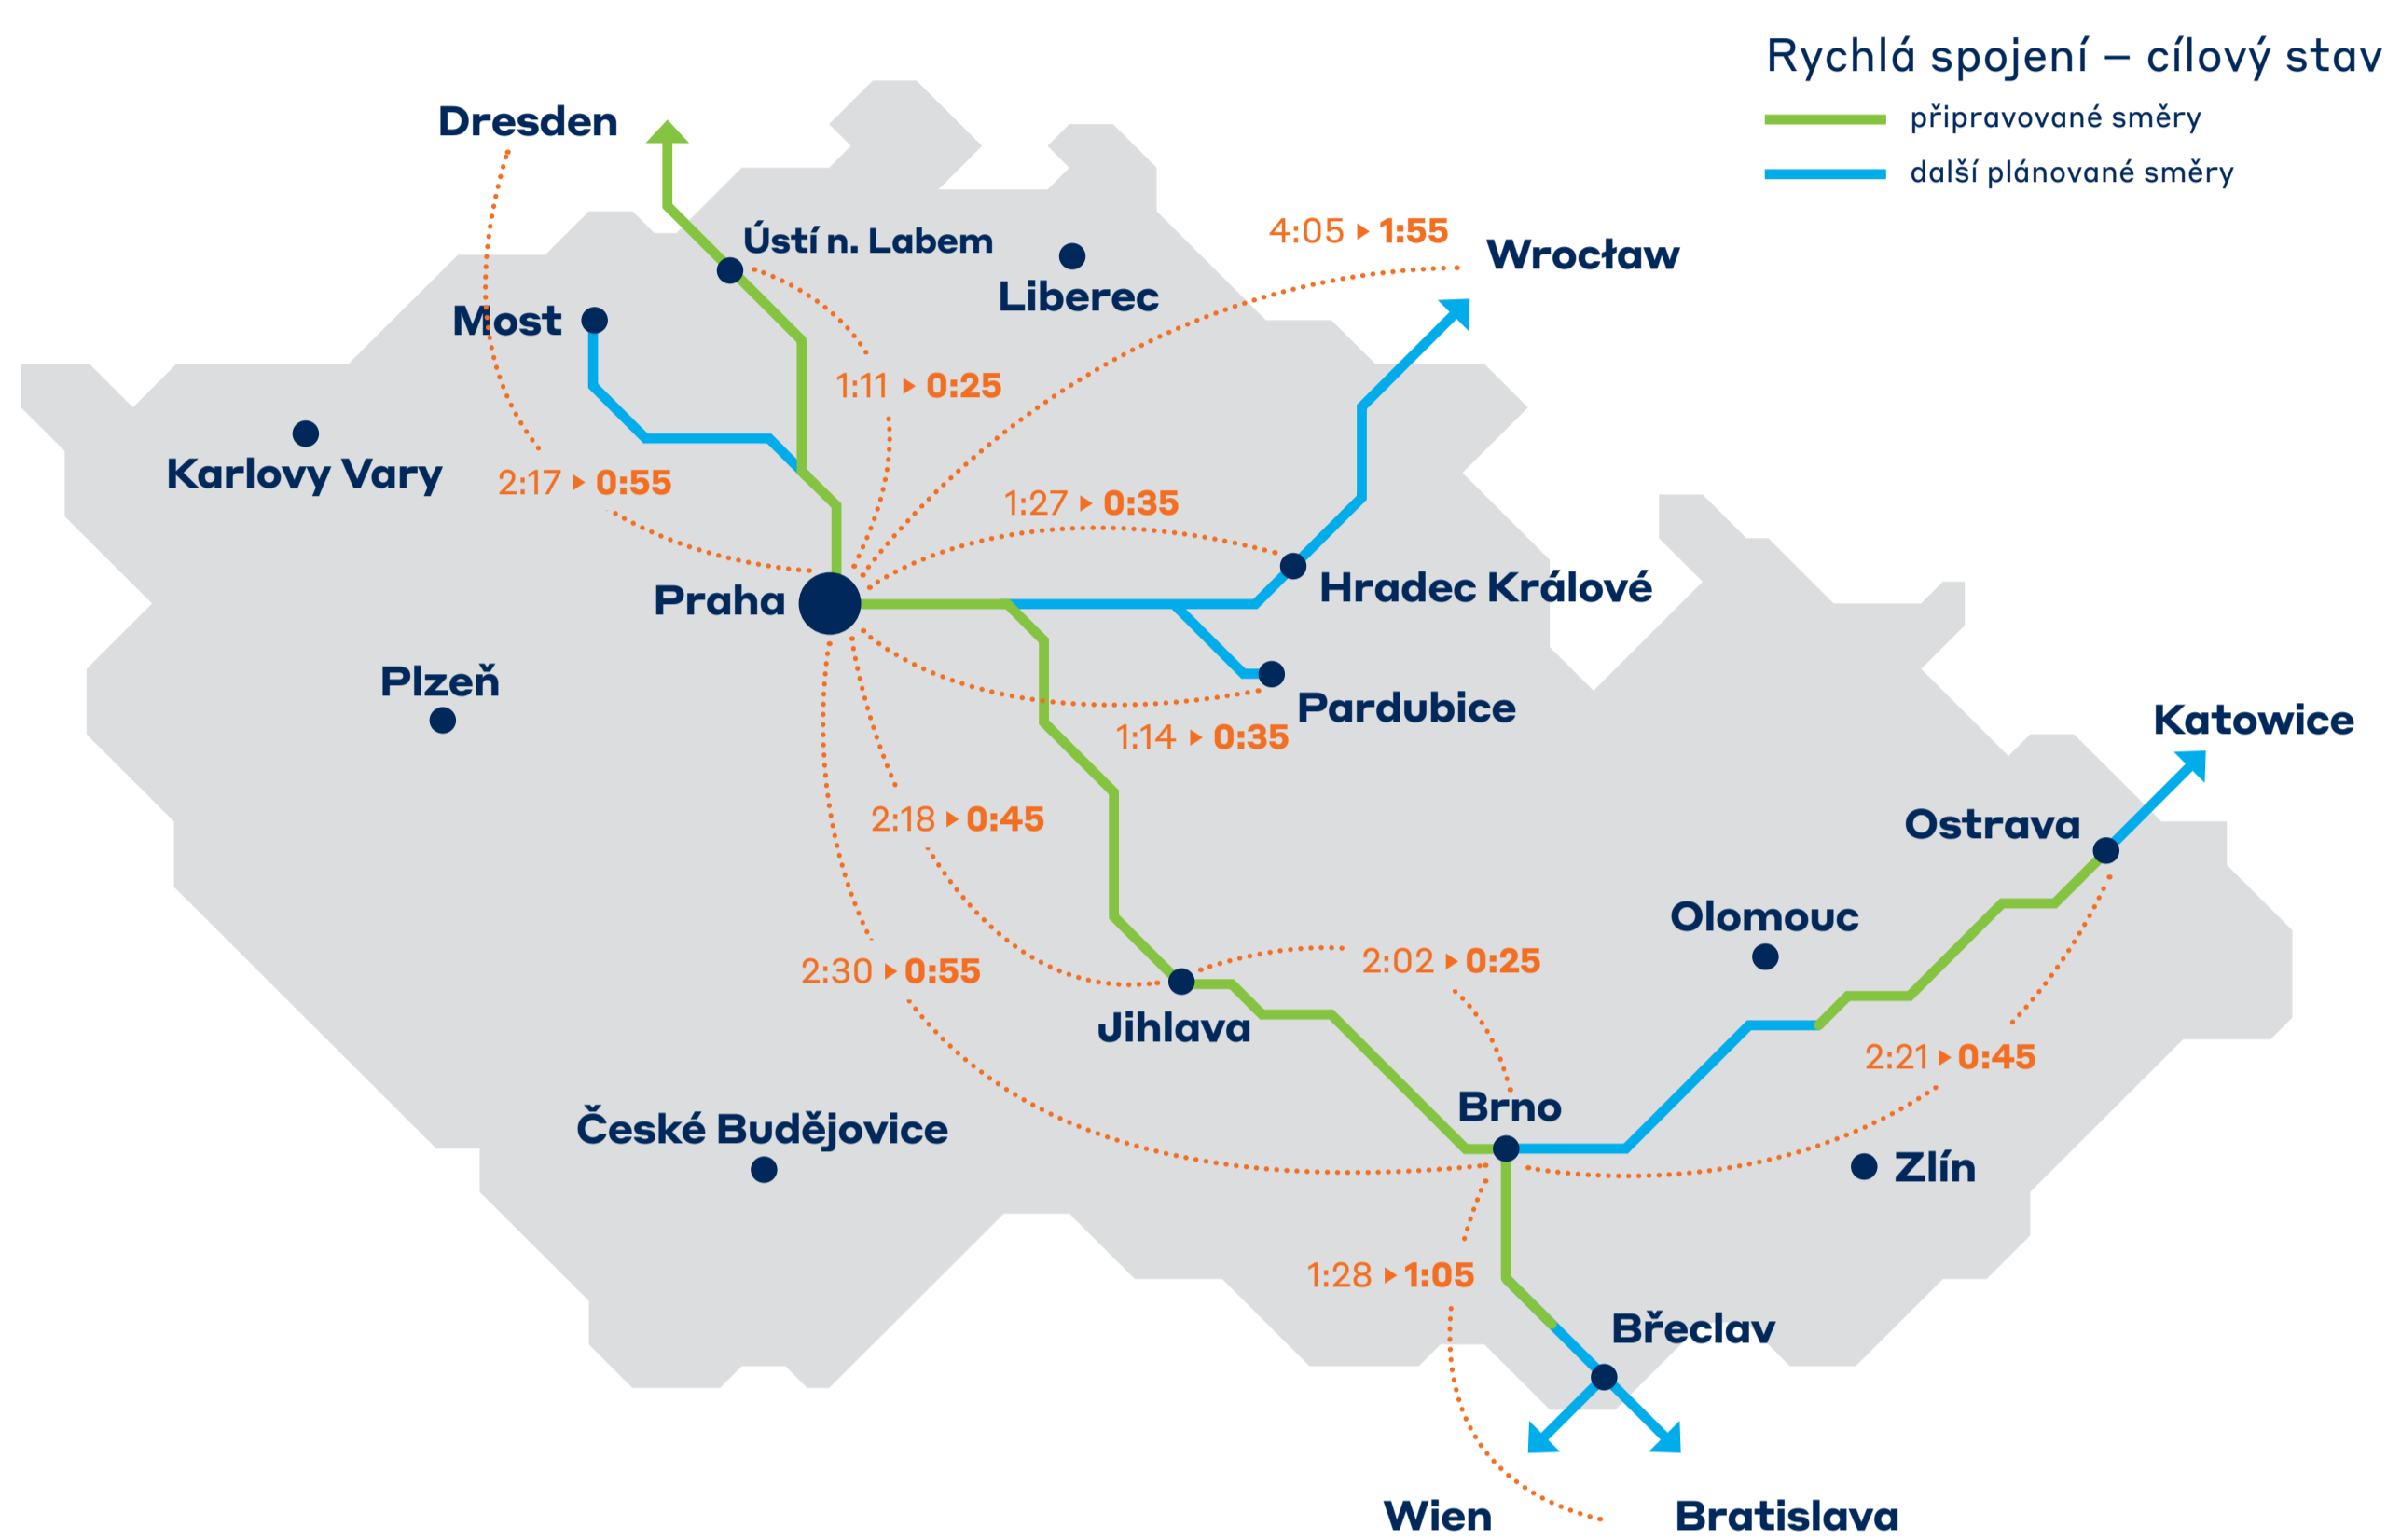 Rychlá spojení – cílový stav
připravované směry
další plánované směry
Dresden
Ústí n. Labem
4:05 ▶ 1:55
Wrocław
Liberec
Most
1:11 ▶ 0:25
Karlovy Vary
2:17 ▶ 0:55
1:27 ▶ 0:35
Praha
Hradec Králové
Plzeň
Pardubice
1:14 ▶ 0:35
Katowice
2:18 ▶ 0:45
Ostrava
Olomouc
2:30 ▶ 0:55
2:02 ▶ 0:25
Jihlava
2:21 ▶ 0:45
Brno
České Budějovice
Zlín
1:28 ▶ 1:05
Břeclav
Wien
Bratislava